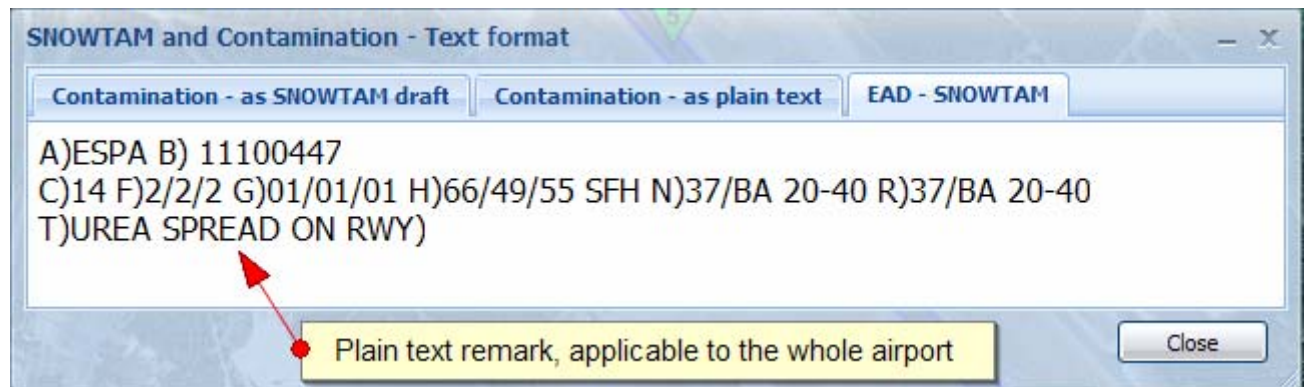 5
SNOWTAM and Contamination - Text format
Contamination - as SNOWTAM draft Contamination - as plain text EAD - SNOWTAM
A)ESPA B) 11100447
C)14 F)2/2/2 G)01/01/01 H)66/49/55 SFH N)37/BA 20-40 R)37/BA 20-40
T)UREA SPREAD ON RWY)
Plain text remark, applicable to the whole airport
Close